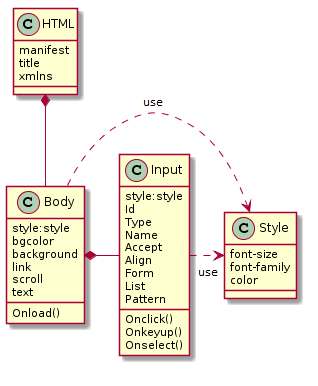 C HTML
manifest
title
xmlns
use
C Body
style:style
bgcolor
background
link
scroll
text
Onload()
C Input
style:style
Id
Type
Name
Accept
Align
Form
List
Pattern
Onclick()
Onkeyup()
Onselect()
use
C Style
font-size
font-family
color